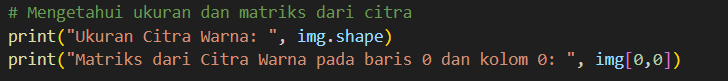 # Mengetahui ukuran dan matriks dari citra
print("Ukuran Citra Warna: ", img.shape)
print("Matriks dari Citra Warna pada baris 0 dan kolom 0: ", img[0,0])